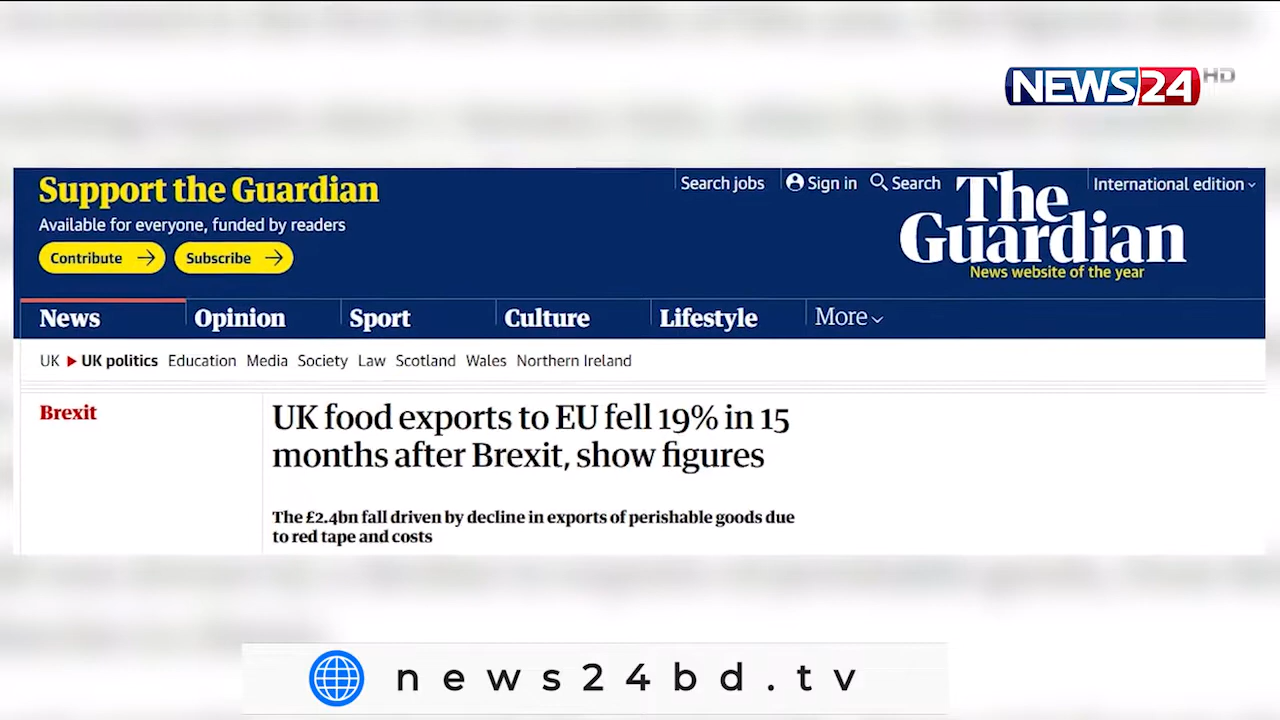 NEWS24 HD
Support the Guardian
Available for everyone, funded by readers
Contribute
Subscribe
Search jobs
Sign in
Search
International edition
The
Guardian
News website of the year
News
Opinion
Sport
Culture
Lifestyle
More
UK
UK politics
Education
Media
Society
Law
Scotland
Wales
Northern Ireland
Brexit
UK food exports to EU fell 19% in 15
months after Brexit, show figures
The £2.4bn fall driven by decline in exports of perishable goods due
to red tape and costs
news24bd.tv